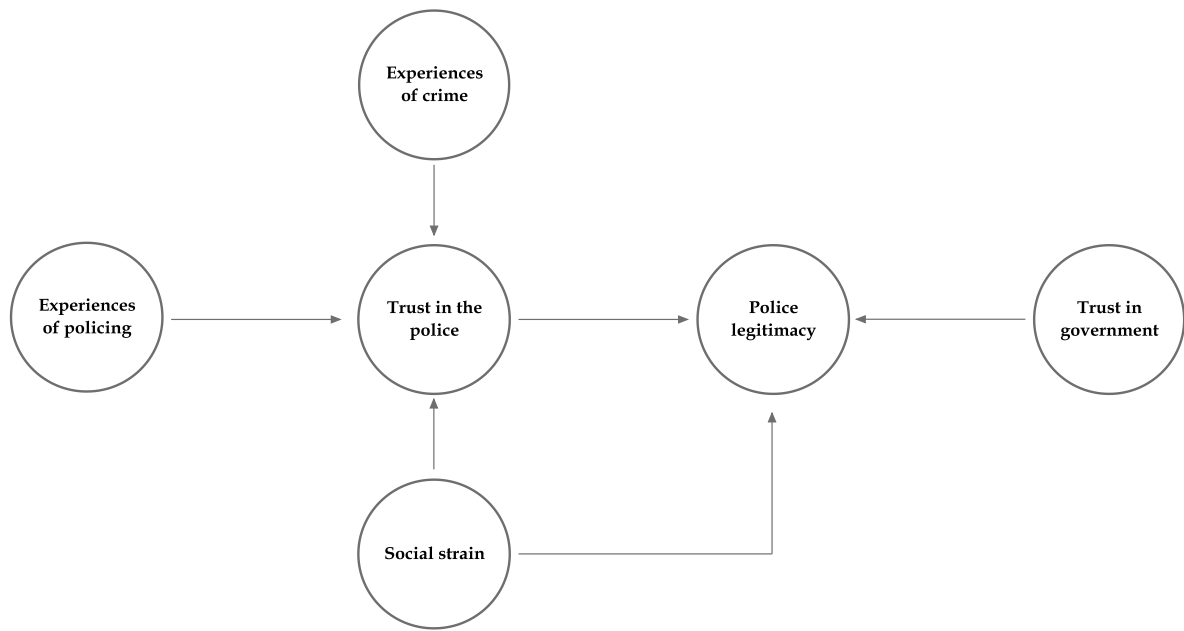 Experiences
of crime
Experiences
of policing
Trust in the
police
Police
legitimacy
Trust in
government
Social strain